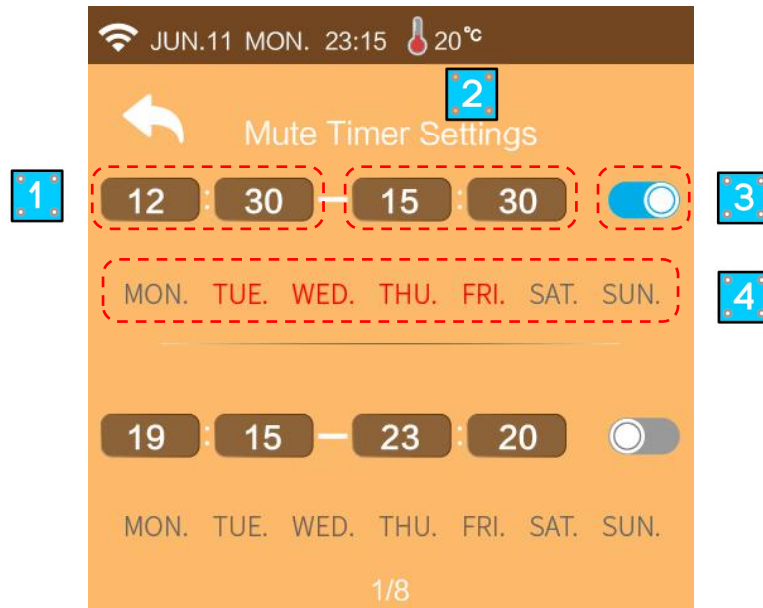 JUN.11 MON. 23:15 20°C
2
Mute Timer Settings
1
12 : 30 — 15 : 30
3
MON. TUE. WED. THU. FRI. SAT. SUN.
4
19 : 15 — 23 : 20
MON. TUE. WED. THU. FRI. SAT. SUN.
1/8